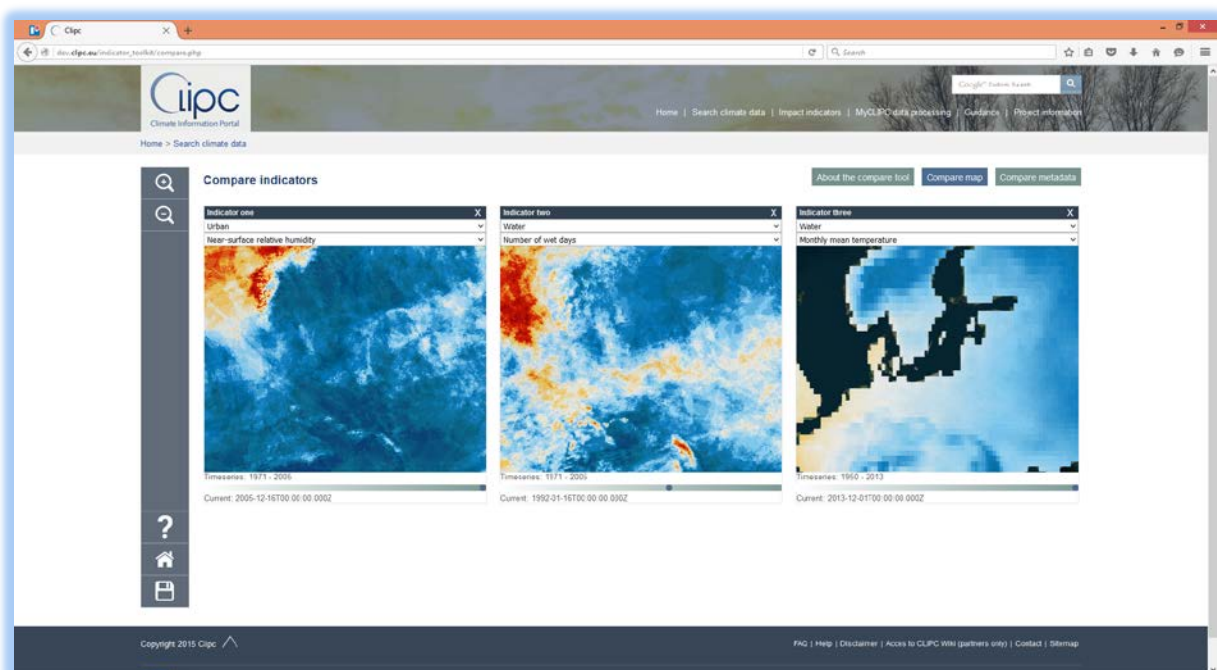 Clipc
dev.clipc.eu/indicator_toolkit/compare.php
Search
Clipc
Climate Information Portal
Google™ Custom Search
Home | Search climate data | Impact indicators | MyCLIPC data processing | Guidance | Project information
Home > Search climate data
Compare indicators
About the compare tool
Compare map
Compare metadata
Indicator one X
Urban
Near-surface relative humidity
Timeseries: 1971 - 2005
Current: 2005-12-16T00:00:00.000Z
Indicator two X
Water
Number of wet days
Timeseries: 1971 - 2005
Current: 1992-01-16T00:00:00.000Z
Indicator three X
Water
Monthly mean temperature
Timeseries: 1950 - 2013
Current: 2013-12-01T00:00:00.000Z
?
Copyright 2015 Clipc
FAQ | Help | Disclaimer | Acces to CLIPC Wiki (partners only) | Contact | Sitemap